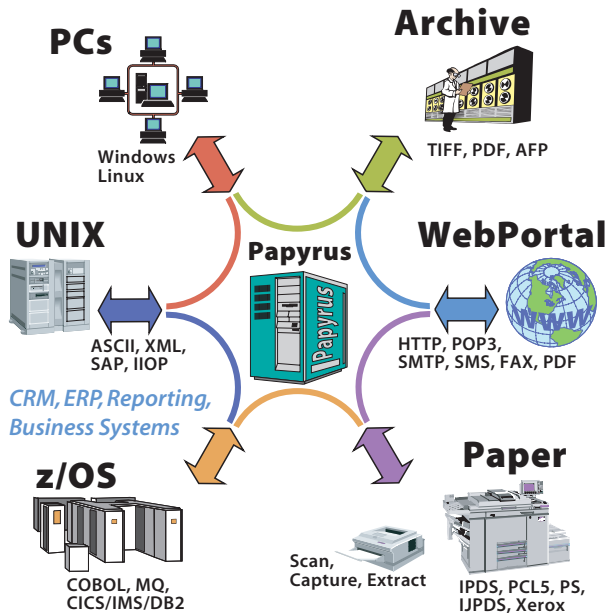 PCs
Archive
Windows
Linux
TIFF, PDF, AFP
UNIX
Papyrus
WebPortal
Papyrus
WWW
ASCII, XML,
SAP, IIOP
HTTP, POP3,
SMTP, SMS, FAX, PDF
CRM, ERP, Reporting,
Business Systems
z/OS
Paper
COBOL, MQ,
CICS/IMS/DB2
Scan,
Capture, Extract
IPDS, PCL5, PS,
IJPDS, Xerox